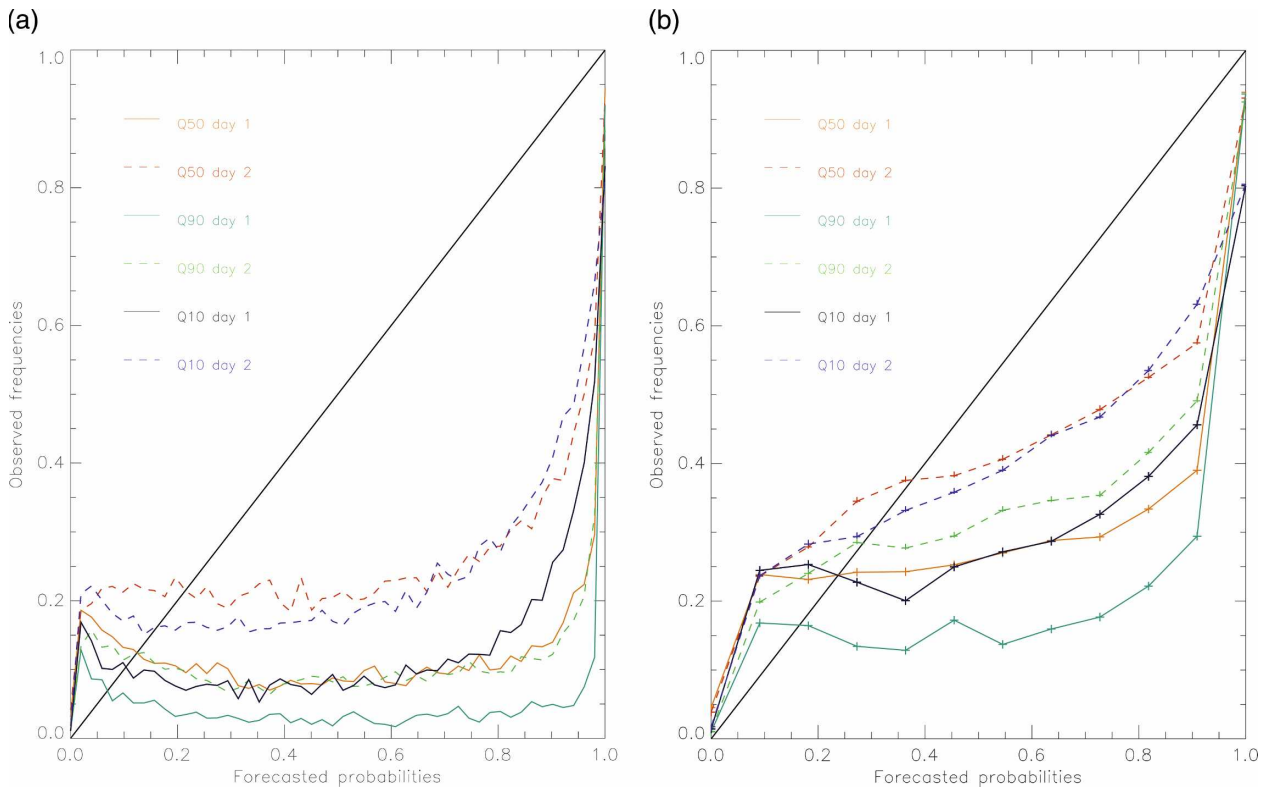 (a)
1.0
0.8
0.6
0.4
0.2
0.0
Observed frequencies
Q50 day 1
Q50 day 2
Q90 day 1
Q90 day 2
Q10 day 1
Q10 day 2
0.0 0.2 0.4 0.6 0.8 1.0
Forecasted probabilities
(b)
1.0
0.8
0.6
0.4
0.2
0.0
Observed frequencies
Q50 day 1
Q50 day 2
Q90 day 1
Q90 day 2
Q10 day 1
Q10 day 2
0.0 0.2 0.4 0.6 0.8 1.0
Forecasted probabilities